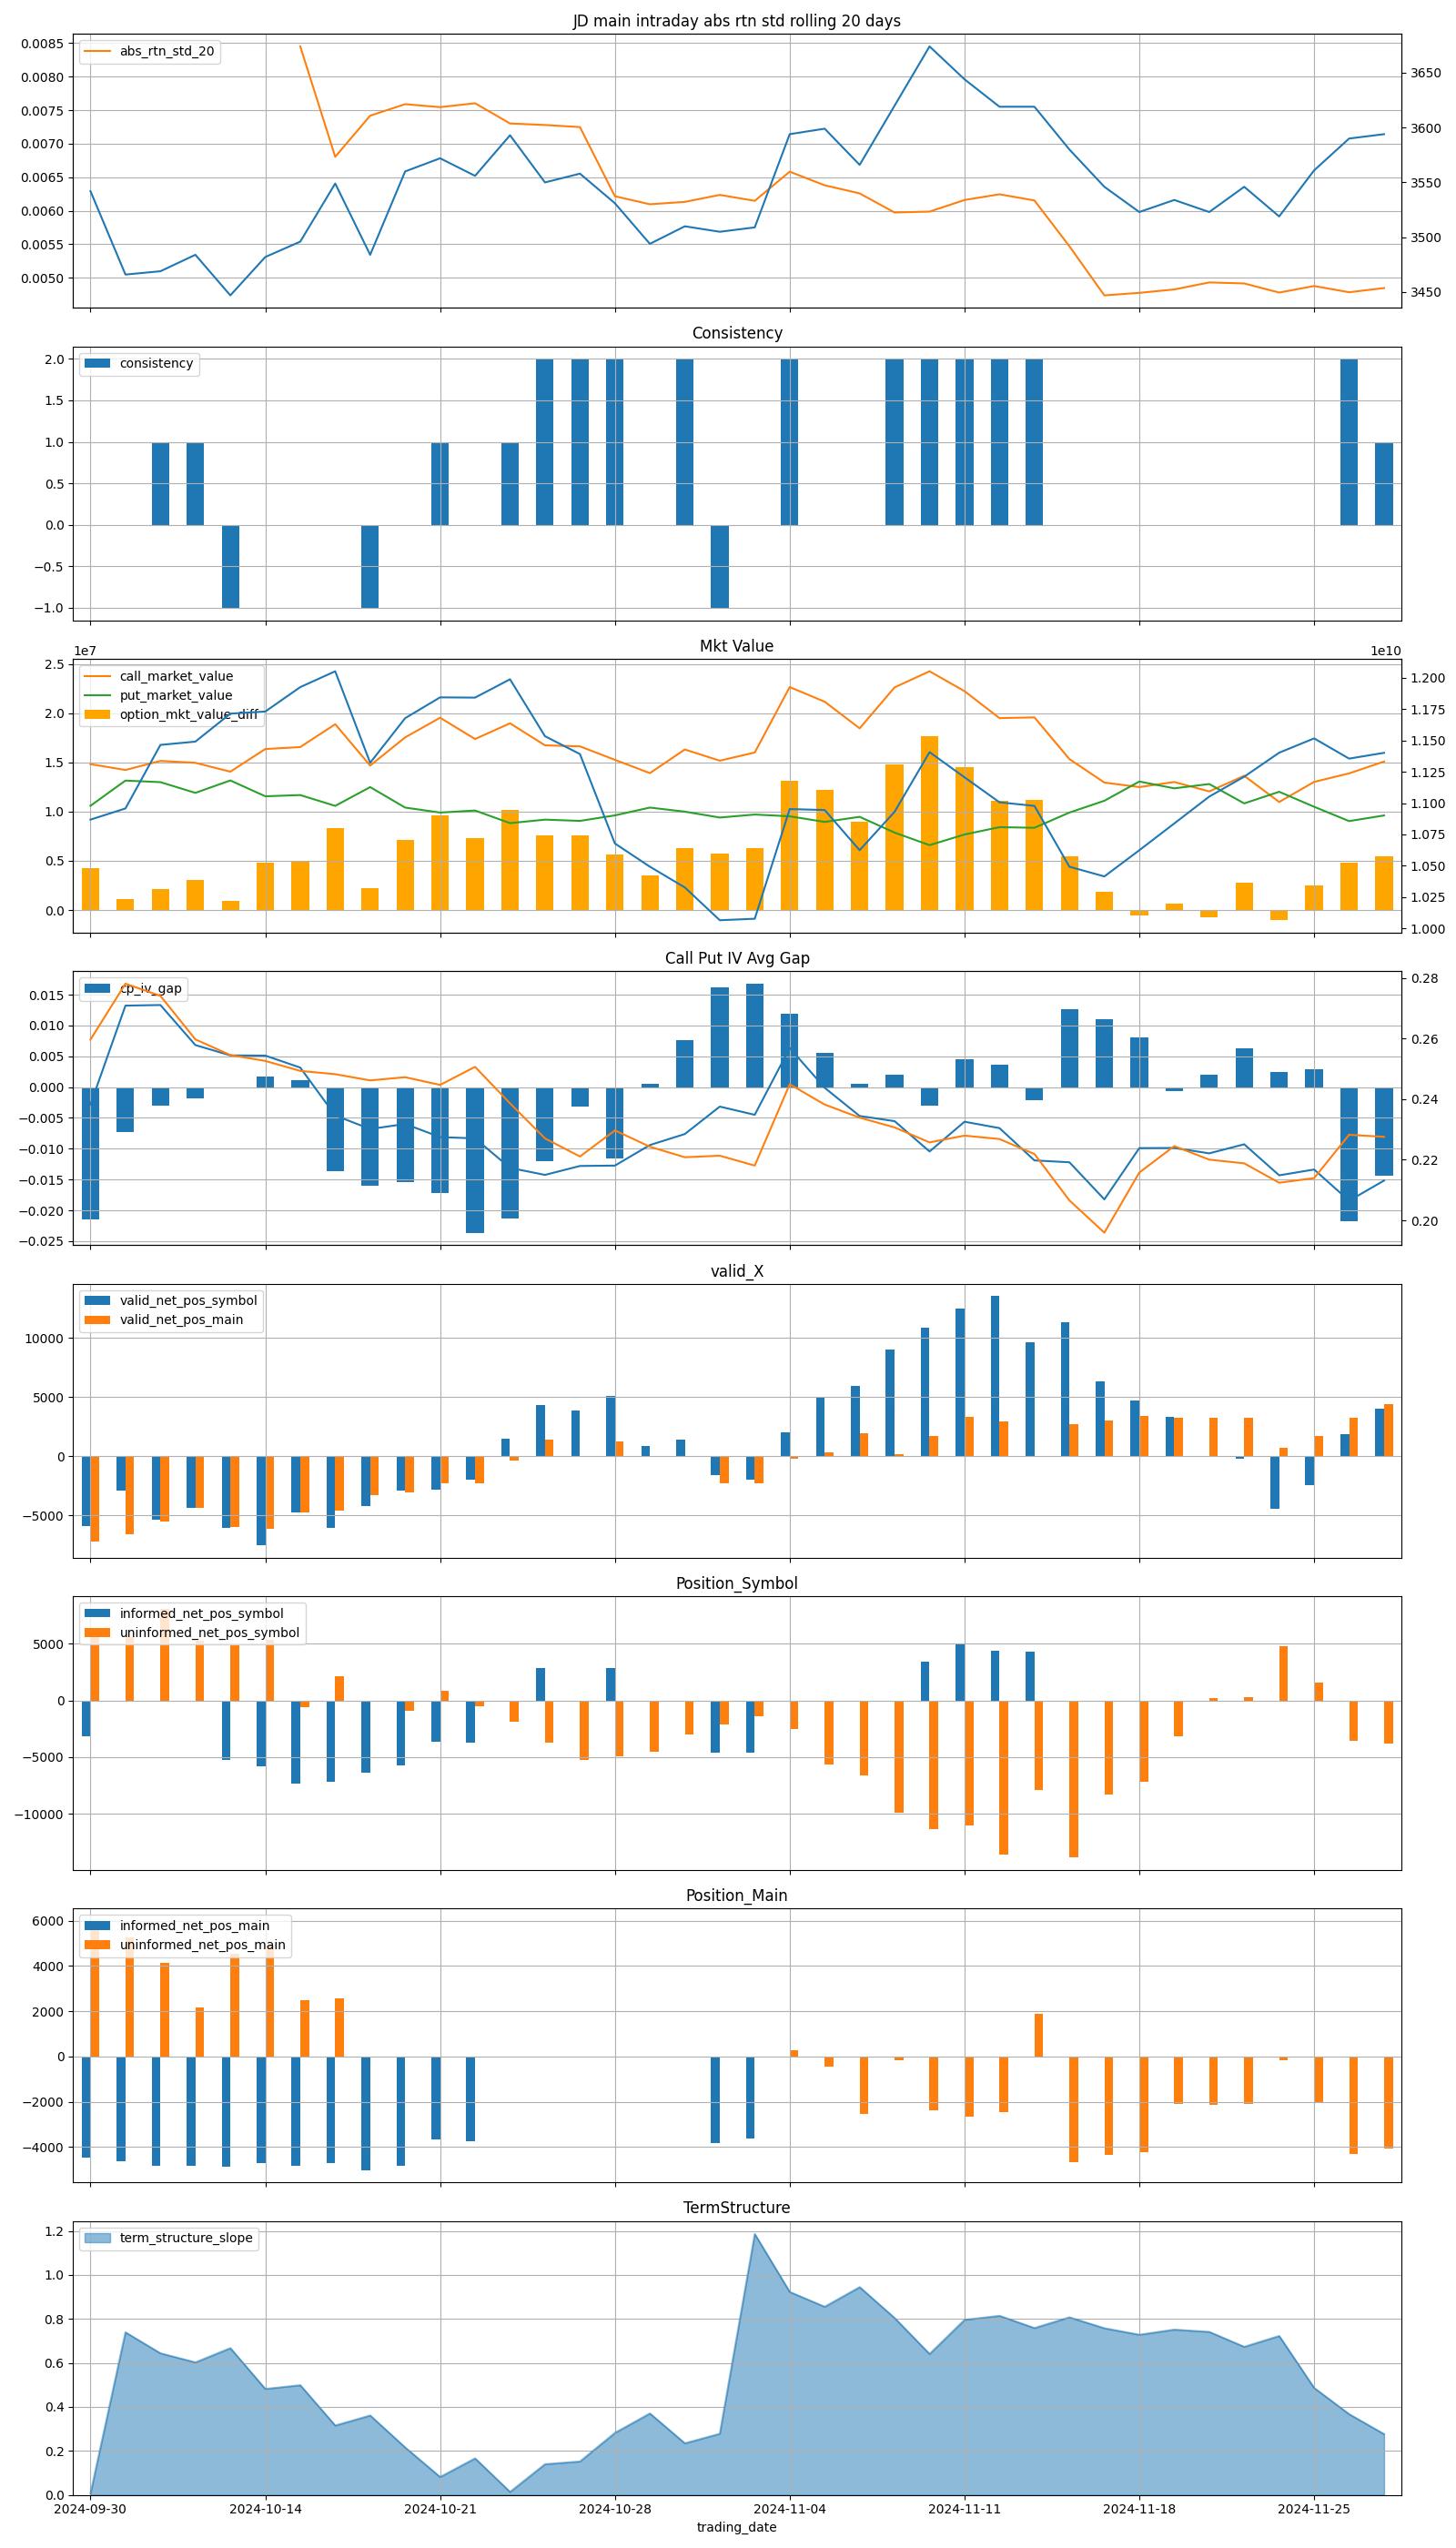 JD main intraday abs rtn std rolling 20 days
abs_rtn_std_20
0.0085
0.0080
0.0075
0.0070
0.0065
0.0060
0.0055
0.0050
3650
3600
3550
3500
3450
Consistency
consistency
2.0
1.5
1.0
0.5
0.0
−0.5
−1.0
Mkt Value
1e7
1e10
call_market_value
put_market_value
option_mkt_value_diff
2.5
2.0
1.5
1.0
0.5
0.0
1.200
1.175
1.150
1.125
1.100
1.075
1.050
1.025
1.000
Call Put IV Avg Gap
cp_iv_gap
0.015
0.010
0.005
0.000
−0.005
−0.010
−0.015
−0.020
−0.025
0.28
0.26
0.24
0.22
0.20
valid_X
valid_net_pos_symbol
valid_net_pos_main
10000
5000
0
−5000
Position_Symbol
informed_net_pos_symbol
uninformed_net_pos_symbol
5000
0
−5000
−10000
Position_Main
informed_net_pos_main
uninformed_net_pos_main
6000
4000
2000
0
−2000
−4000
TermStructure
term_structure_slope
1.2
1.0
0.8
0.6
0.4
0.2
0.0
2024-09-30 2024-10-14 2024-10-21 2024-10-28 2024-11-04 2024-11-11 2024-11-18 2024-11-25
trading_date